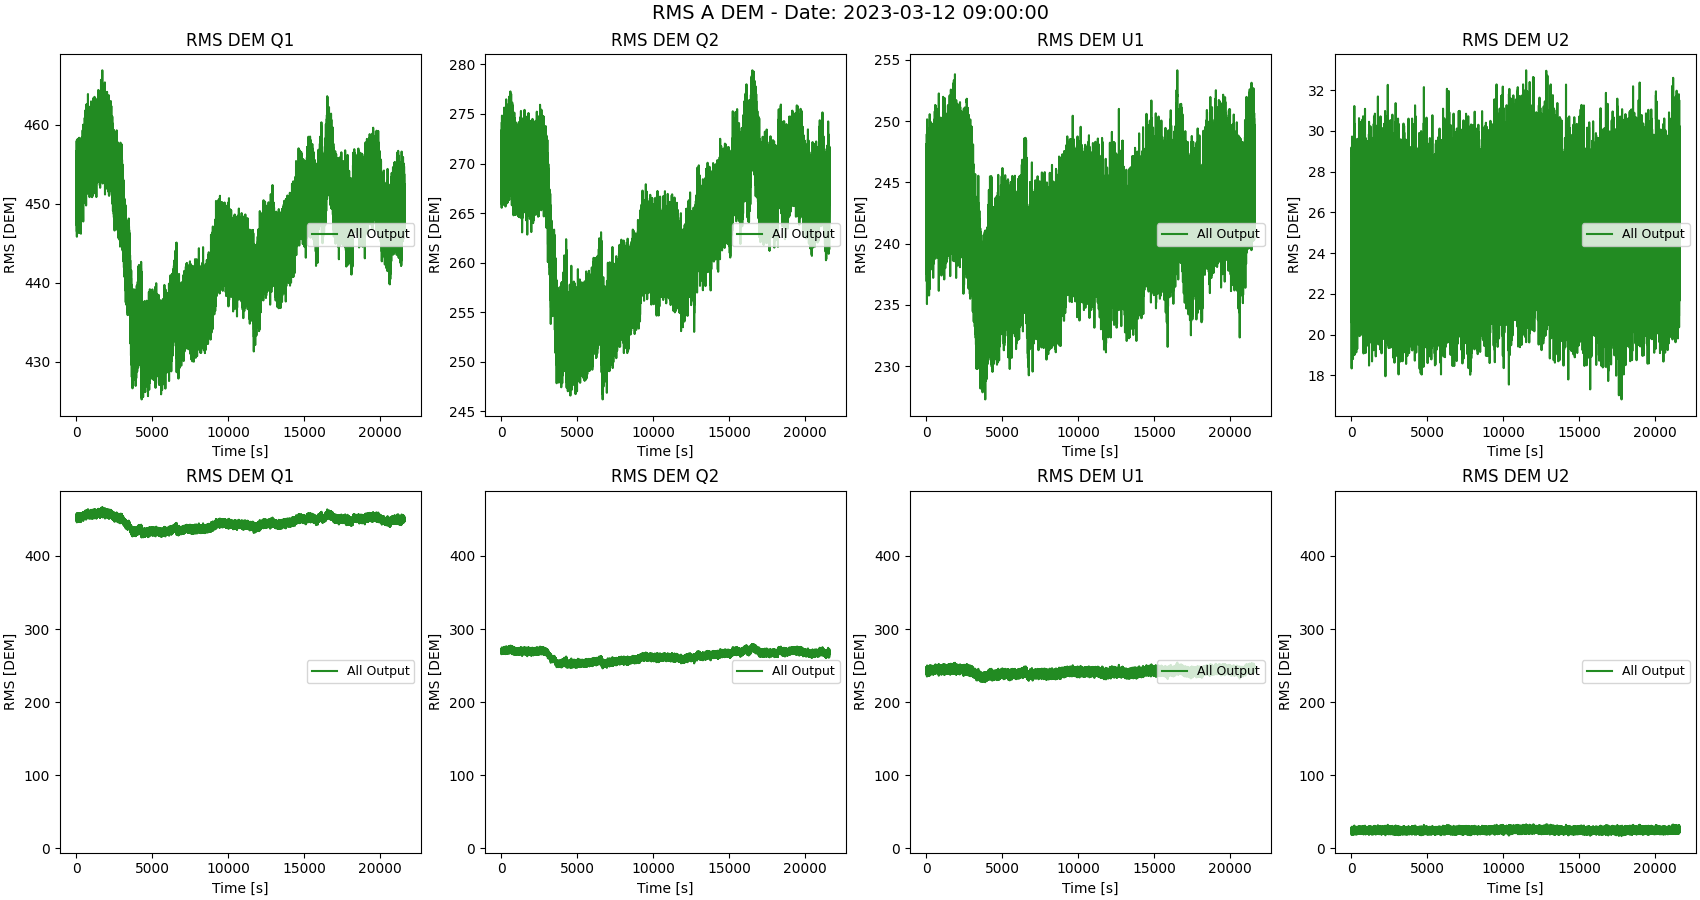 RMS A DEM - Date: 2023-03-12 09:00:00
RMS DEM Q1
RMS [DEM]
460
450
440
430
All Output
0 5000 10000 15000 20000
Time [s]
RMS DEM Q2
RMS [DEM]
280
275
270
265
260
255
250
245
All Output
0 5000 10000 15000 20000
Time [s]
RMS DEM U1
RMS [DEM]
255
250
245
240
235
230
All Output
0 5000 10000 15000 20000
Time [s]
RMS DEM U2
RMS [DEM]
32
30
28
26
24
22
20
18
All Output
0 5000 10000 15000 20000
Time [s]
RMS DEM Q1
RMS [DEM]
400
300
200
100
0
All Output
0 5000 10000 15000 20000
Time [s]
RMS DEM Q2
RMS [DEM]
400
300
200
100
0
All Output
0 5000 10000 15000 20000
Time [s]
RMS DEM U1
RMS [DEM]
400
300
200
100
0
All Output
0 5000 10000 15000 20000
Time [s]
RMS DEM U2
RMS [DEM]
400
300
200
100
0
All Output
0 5000 10000 15000 20000
Time [s]